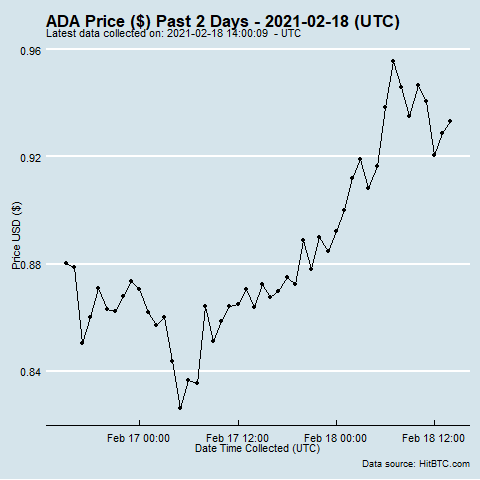 ADA Price ($) Past 2 Days - 2021-02-18 (UTC)
Latest data collected on: 2021-02-18 14:00:09  - UTC
0.96
0.92
0.88
0.84
Price USD ($)
Feb 17 00:00 Feb 17 12:00 Feb 18 00:00 Feb 18 12:00
Date Time Collected (UTC)
Data source: HitBTC.com